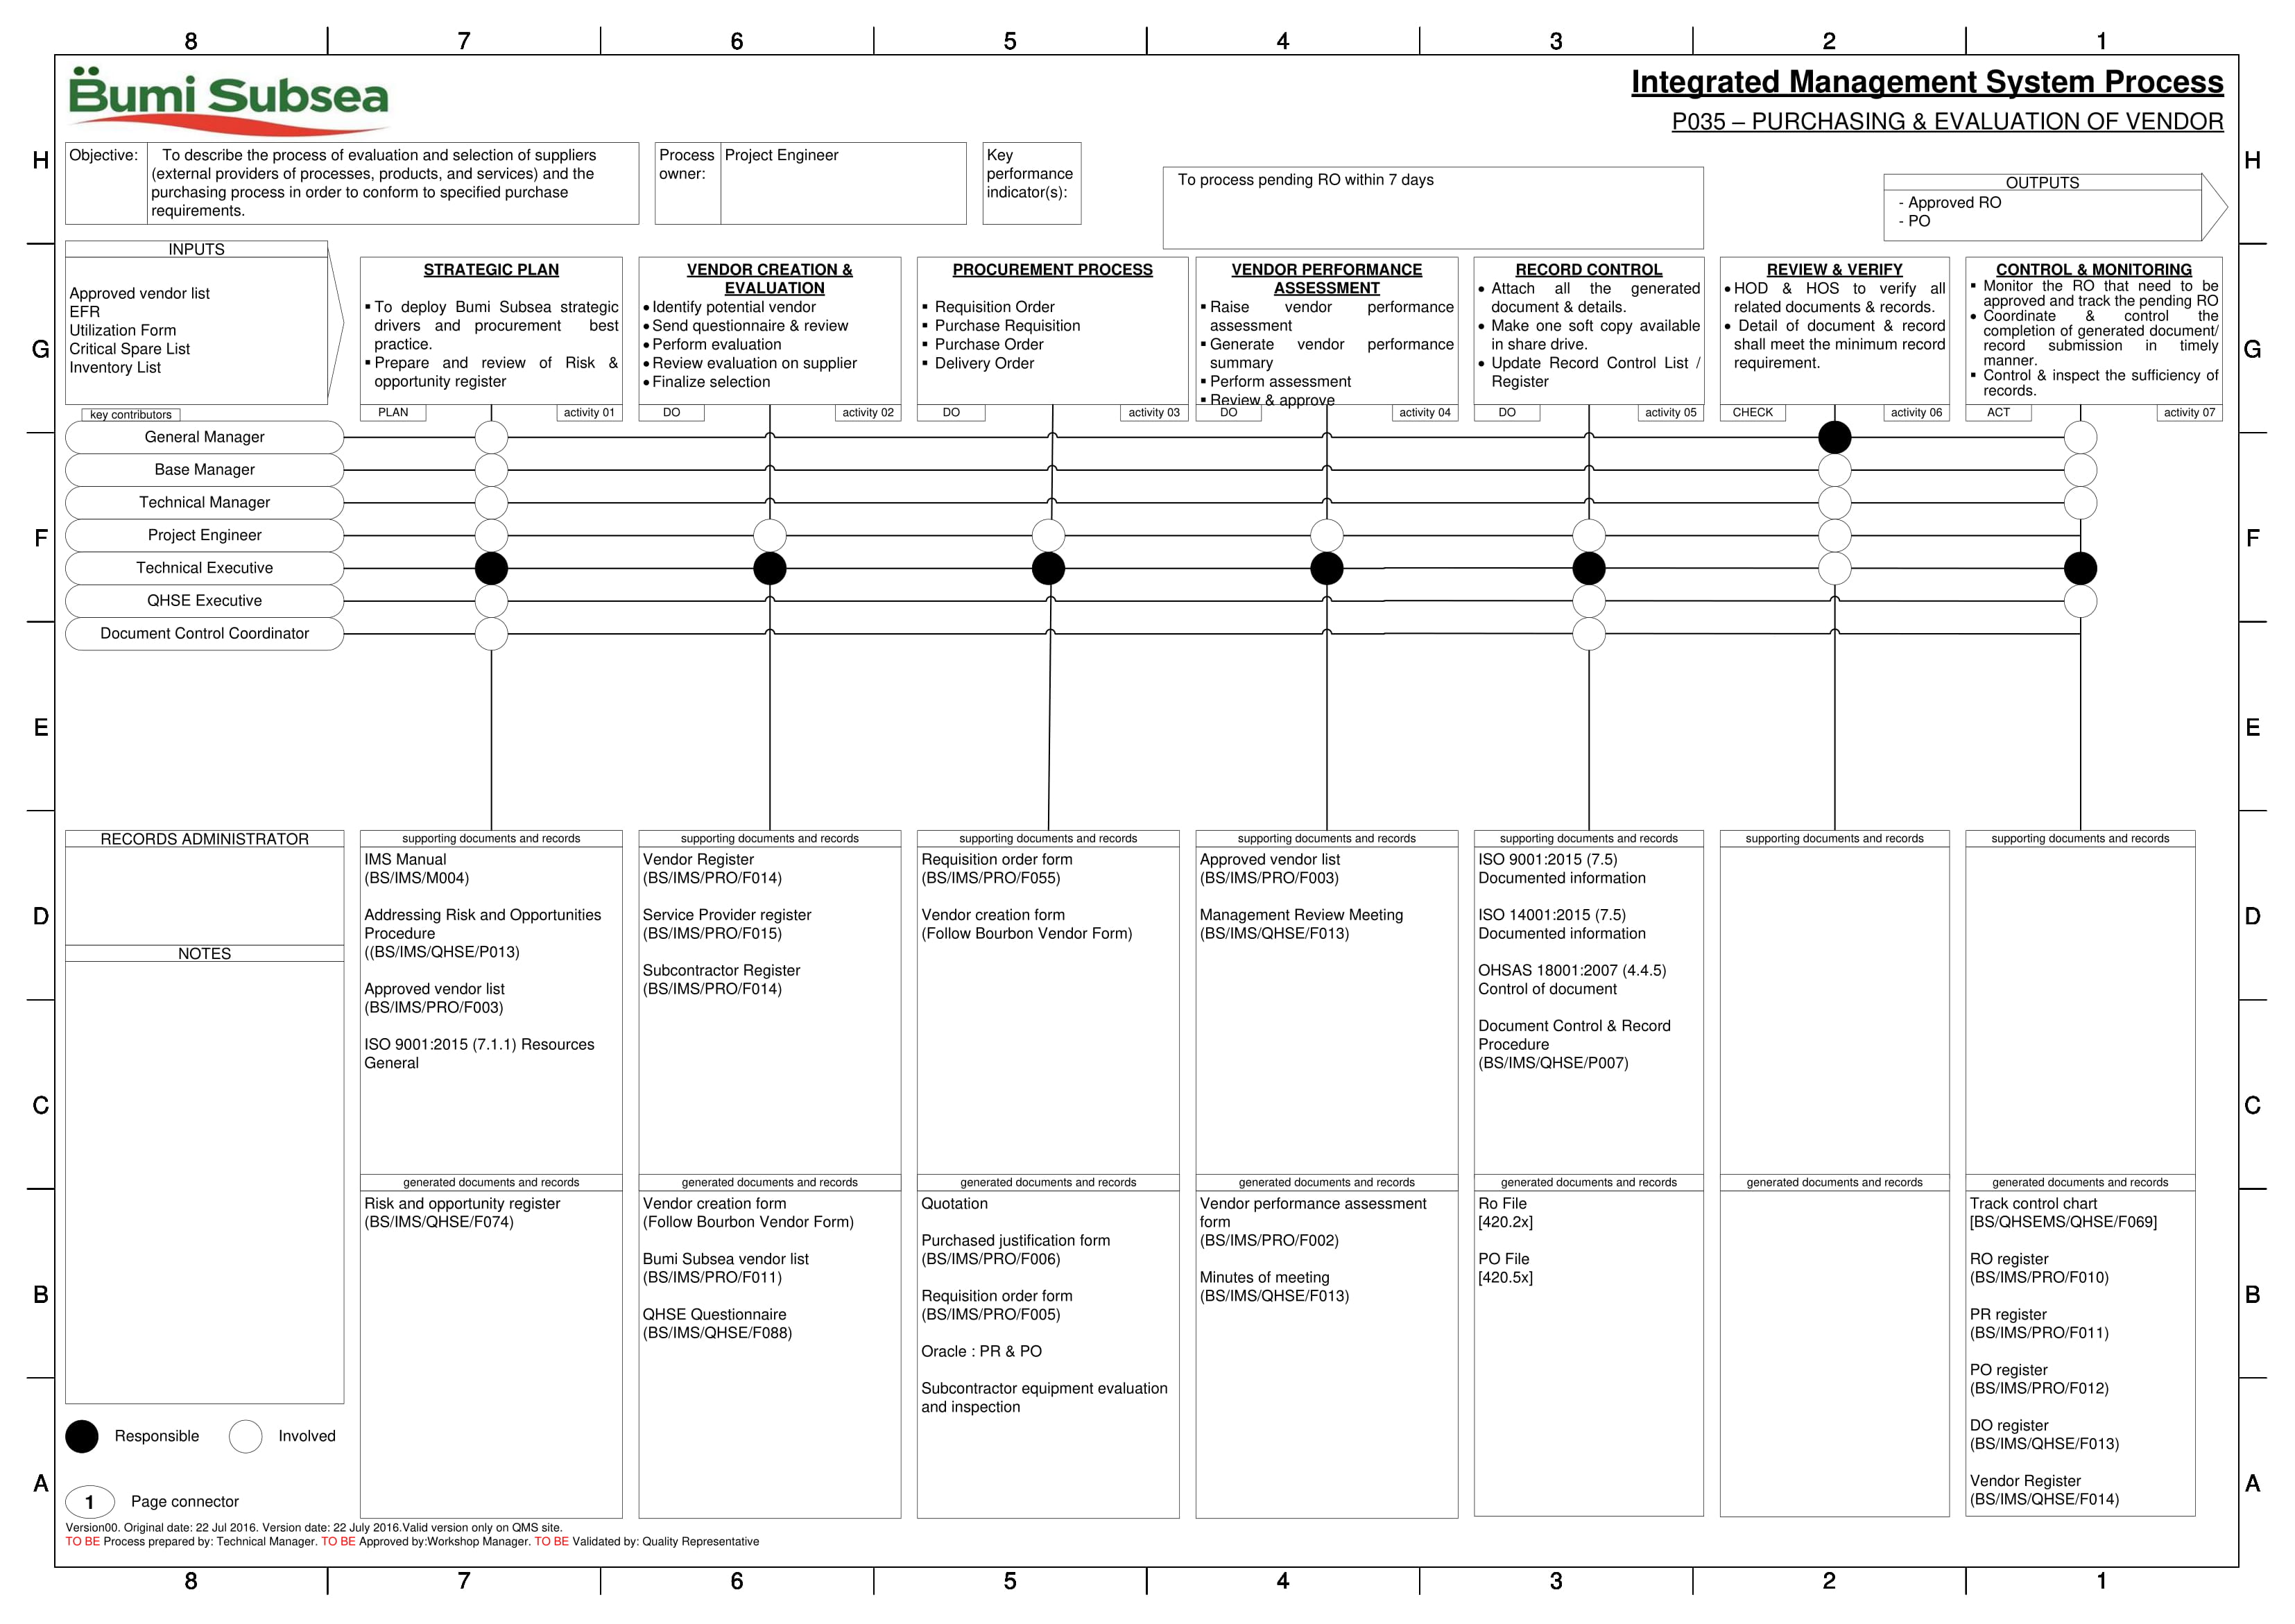 8 7 6 5 4 3 2 1
Bumi Subsea
Integrated Management System Process
P035 – PURCHASING & EVALUATION OF VENDOR
H
H
Objective:
To describe the process of evaluation and selection of suppliers
(external providers of processes, products, and services) and the
purchasing process in order to conform to specified purchase
requirements.
Process
owner:
Project Engineer
Key
performance
indicator(s):
To process pending RO within 7 days
OUTPUTS
- Approved RO
- PO
INPUTS
Approved vendor list
EFR
Utilization Form
Critical Spare List
Inventory List
G
G
STRATEGIC PLAN
▪ To deploy Bumi Subsea strategic
drivers and procurement best
practice.
▪ Prepare and review of Risk &
opportunity register
PLAN
activity 01
VENDOR CREATION &
EVALUATION
• Identify potential vendor
• Send questionnaire & review
• Perform evaluation
• Review evaluation on supplier
• Finalize selection
DO
activity 02
PROCUREMENT PROCESS
▪ Requisition Order
▪ Purchase Requisition
▪ Purchase Order
▪ Delivery Order
DO
activity 03
VENDOR PERFORMANCE
ASSESSMENT
▪ Raise vendor performance
assessment
▪ Generate vendor performance
summary
▪ Perform assessment
▪ Review & approve
DO
activity 04
RECORD CONTROL
• Attach all the generated
document & details.
• Make one soft copy available
in share drive.
• Update Record Control List /
Register
DO
activity 05
REVIEW & VERIFY
• HOD & HOS to verify all
related documents & records.
• Detail of document & record
shall meet the minimum record
requirement.
CHECK
activity 06
CONTROL & MONITORING
▪ Monitor the RO that need to be
approved and track the pending RO
• Coordinate & control the
completion of generated document/
record submission in timely
manner.
▪ Control & inspect the sufficiency of
records.
ACT
activity 07
key contributors
General Manager
Base Manager
Technical Manager
Project Engineer
Technical Executive
QHSE Executive
Document Control Coordinator
F
F
E
E
D
D
C
C
B
B
A
A
RECORDS ADMINISTRATOR
NOTES
supporting documents and records
IMS Manual
(BS/IMS/M004)
Addressing Risk and Opportunities
Procedure
((BS/IMS/QHSE/P013)
Approved vendor list
(BS/IMS/PRO/F003)
ISO 9001:2015 (7.1.1) Resources
General
generated documents and records
Risk and opportunity register
(BS/IMS/QHSE/F074)
supporting documents and records
Vendor Register
(BS/IMS/PRO/F014)
Service Provider register
(BS/IMS/PRO/F015)
Subcontractor Register
(BS/IMS/PRO/F014)
generated documents and records
Vendor creation form
(Follow Bourbon Vendor Form)
Bumi Subsea vendor list
(BS/IMS/PRO/F011)
QHSE Questionnaire
(BS/IMS/QHSE/F088)
supporting documents and records
Requisition order form
(BS/IMS/PRO/F055)
Vendor creation form
(Follow Bourbon Vendor Form)
generated documents and records
Quotation
Purchased justification form
(BS/IMS/PRO/F006)
Requisition order form
(BS/IMS/PRO/F005)
Oracle : PR & PO
Subcontractor equipment evaluation
and inspection
supporting documents and records
Approved vendor list
(BS/IMS/PRO/F003)
Management Review Meeting
(BS/IMS/QHSE/F013)
generated documents and records
Vendor performance assessment
form
(BS/IMS/PRO/F002)
Minutes of meeting
(BS/IMS/QHSE/F013)
supporting documents and records
ISO 9001:2015 (7.5)
Documented information
ISO 14001:2015 (7.5)
Documented information
OHSAS 18001:2007 (4.4.5)
Control of document
Document Control & Record
Procedure
(BS/IMS/QHSE/P007)
generated documents and records
Ro File
[420.2x]
PO File
[420.5x]
supporting documents and records
generated documents and records
supporting documents and records
generated documents and records
Track control chart
[BS/QHSEMS/QHSE/F069]
RO register
(BS/IMS/PRO/F010)
PR register
(BS/IMS/PRO/F011)
PO register
(BS/IMS/PRO/F012)
DO register
(BS/IMS/QHSE/F013)
Vendor Register
(BS/IMS/QHSE/F014)
Responsible
Involved
1 Page connector
Version00. Original date: 22 Jul 2016. Version date: 22 July 2016.Valid version only on QMS site.
TO BE Process prepared by: Technical Manager. TO BE Approved by:Workshop Manager. TO BE Validated by: Quality Representative
8 7 6 5 4 3 2 1